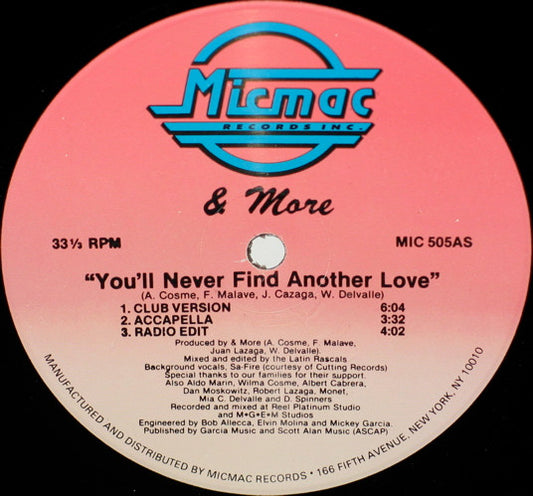 Micmac
RECORDS INC.
& More
33 1/3 RPM
MIC 505AS
"You'll Never Find Another Love"
(A. Cosme, F. Malave, J. Cazaga, W. Delvalle)
1. CLUB VERSION 6:04
2. ACCAPELLA 3:32
3. RADIO EDIT 4:02
Produced by & More (A. Cosme, F. Malave,
Juan Lazaga, W. Delvalle).
Mixed and edited by the Latin Rascals
Background vocals, Sa-Fire (courtesy of Cutting Records)
Special thanks to our families for their support.
Also Aldo Marin, Wilma Cosme, Albert Cabrera,
Dan Moskowitz, Robert Lazaga, Monet,
Mia C. Delvalle and D. Spinners
Recorded and mixed at Reel Platinum Studio
and M•G•E•M Studios
Engineered by Bob Allecca, Elvin Molina and Mickey Garcia.
Published by Garcia Music and Scott Alan Music (ASCAP)
MANUFACTURED AND DISTRIBUTED BY MICMAC RECORDS • 166 FIFTH AVENUE, NEW YORK, NY 10010